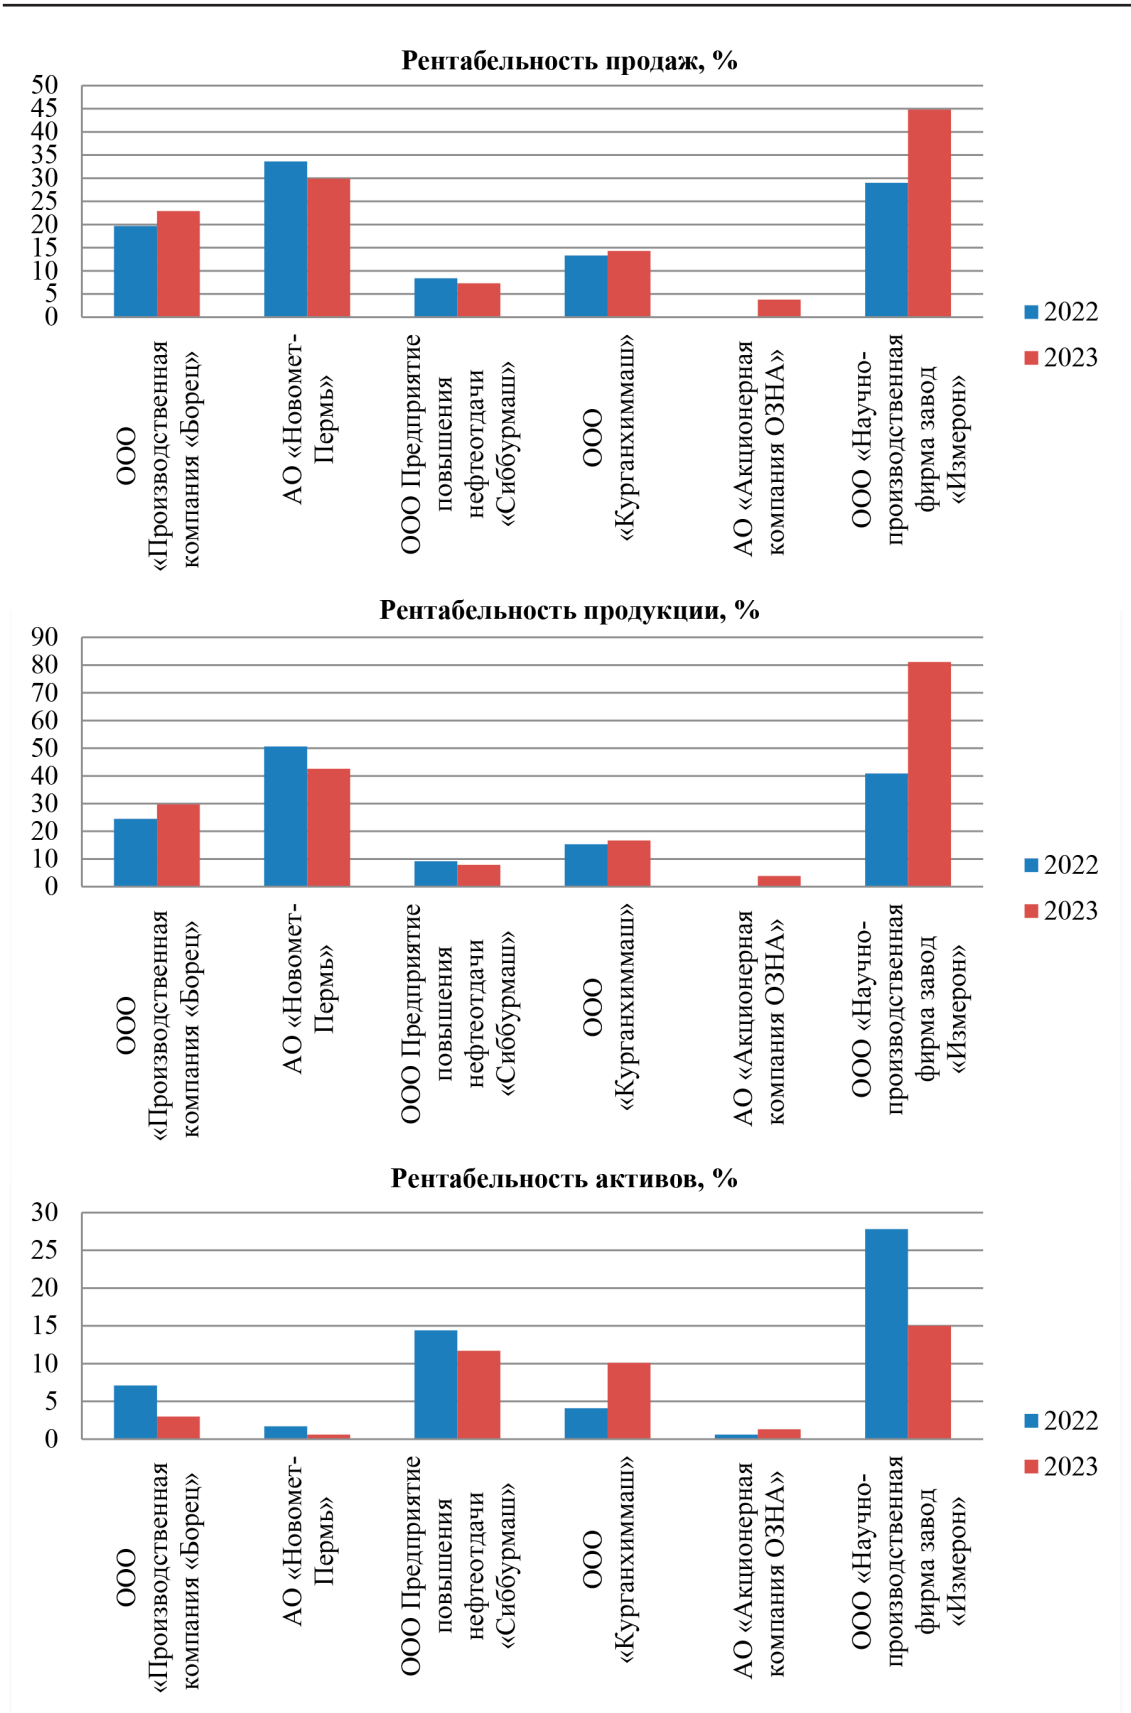 Рентабельность продаж, %
50
45
40
35
30
25
20
15
10
5
0
2022
2023
ООО
«Производственная
компания «Борец»
АО «Новомет-
Пермь»
ООО Предприятие
повышения
нефтеотдачи
«Сиббурмаш»
ООО
«Курганхиммаш»
АО «Акционерная
компания ОЗНА»
ООО «Научно-
производственная
фирма завод
«Измерон»
Рентабельность продукции, %
90
80
70
60
50
40
30
20
10
0
2022
2023
ООО
«Производственная
компания «Борец»
АО «Новомет-
Пермь»
ООО Предприятие
повышения
нефтеотдачи
«Сиббурмаш»
ООО
«Курганхиммаш»
АО «Акционерная
компания ОЗНА»
ООО «Научно-
производственная
фирма завод
«Измерон»
Рентабельность активов, %
30
25
20
15
10
5
0
2022
2023
ООО
«Производственная
компания «Борец»
АО «Новомет-
Пермь»
ООО Предприятие
повышения
нефтеотдачи
«Сиббурмаш»
ООО
«Курганхиммаш»
АО «Акционерная
компания ОЗНА»
ООО «Научно-
производственная
фирма завод
«Измерон»